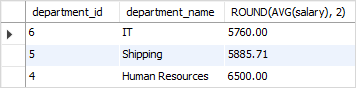 department_id department_name ROUND(AVG(salary), 2)
6 IT 5760.00
5 Shipping 5885.71
4 Human Resources 6500.00